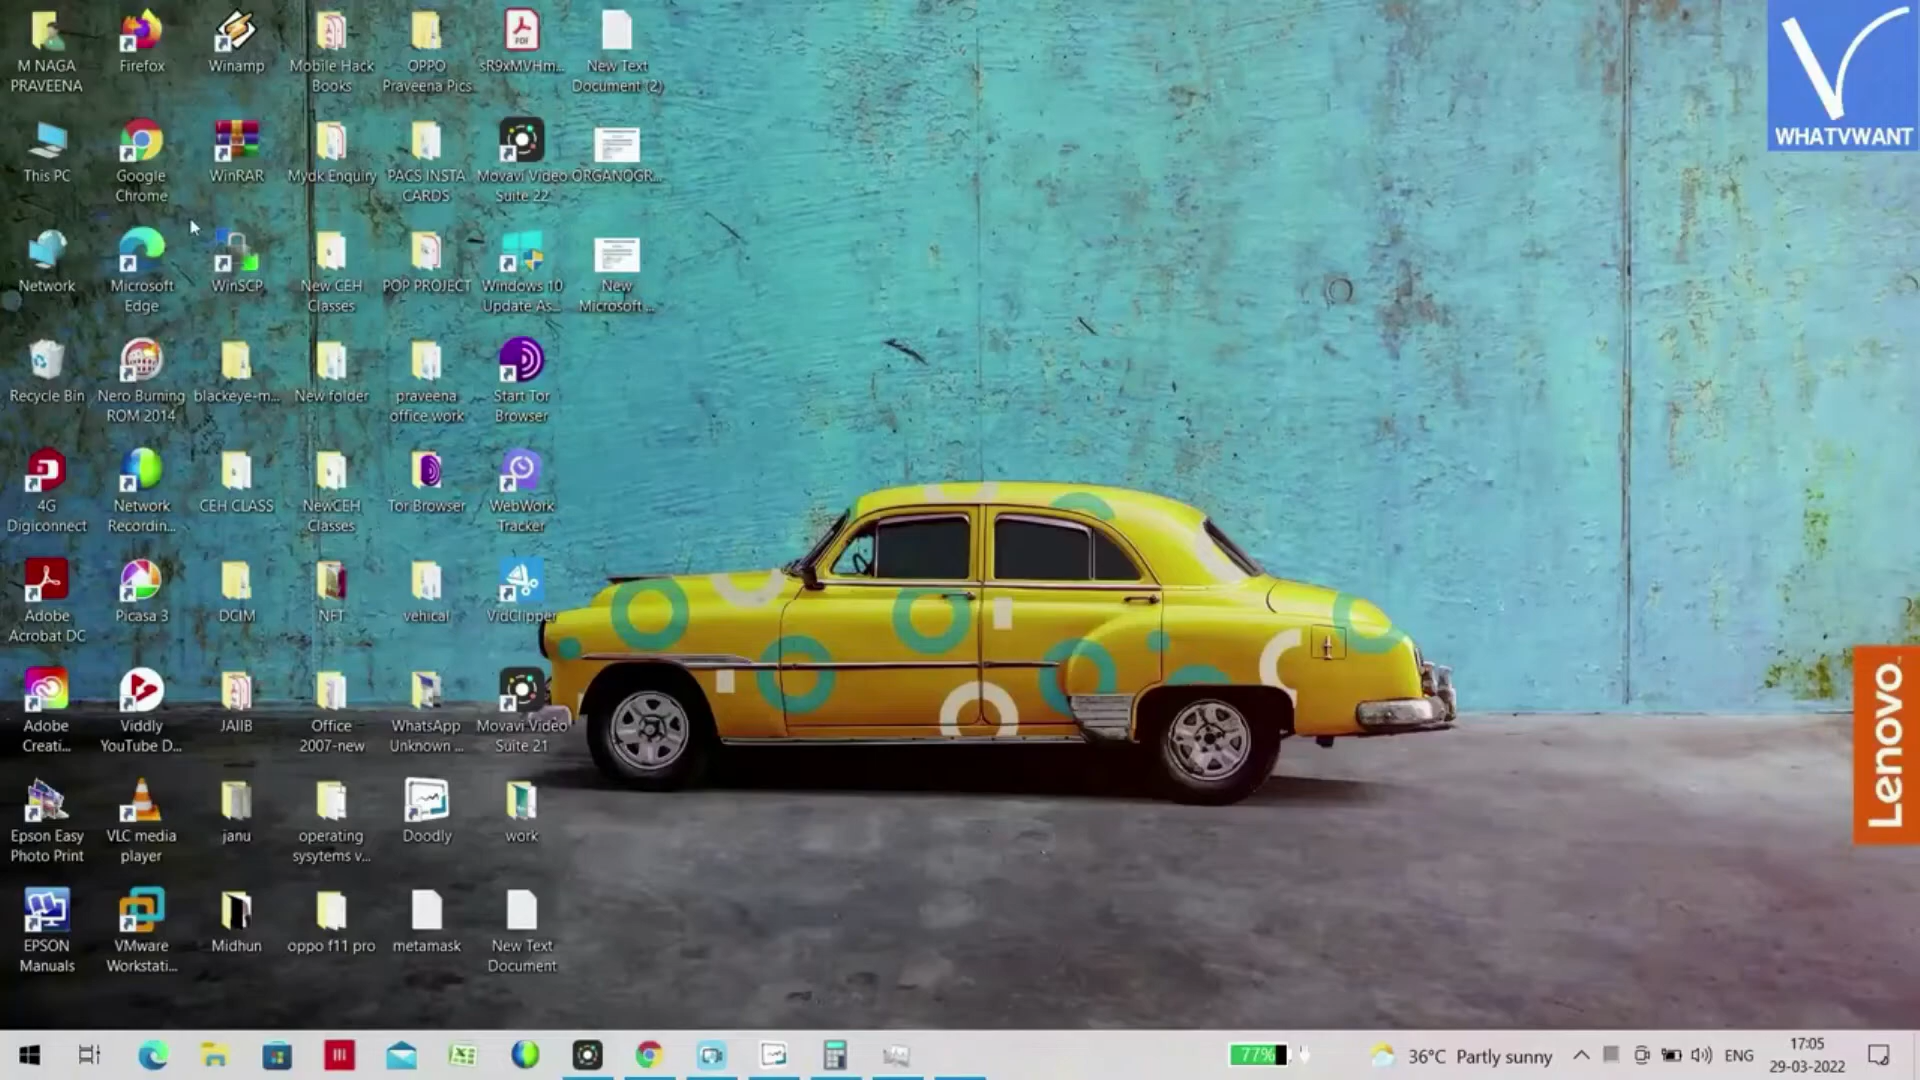 M NAGA
PRAVEENA
Firefox
Winamp
Mobile Hack
Books
OPPO
Praveena Pics
PDF
sR9xMVHm...
New Text
Document (2)
This PC
Google
Chrome
WinRAR
Mydk Enquiry
PACS INSTA
CARDS
Movavi Video
Suite 22
ORGANOGR...
Network
Microsoft
Edge
WinSCP
New CEH
Classes
POP PROJECT
Windows 10
Update As...
New
Microsoft ...
Recycle Bin
Nero Burning
ROM 2014
blackeye-m...
New folder
praveena
office work
Start Tor
Browser
4G
Digiconnect
Network
Recordin...
CEH CLASS
NewCEH
Classes
Tor Browser
WebWork
Tracker
Adobe
Acrobat DC
Picasa 3
DCIM
NFT
vehical
VidClipper
Adobe
Creati...
Viddly
YouTube D...
JAIIB
Office
2007-new
WhatsApp
Unknown ...
Movavi Video
Suite 21
Epson Easy
Photo Print
VLC media
player
janu
operating
sysytems v...
Doodly
work
EPSON
Manuals
VMware
Workstati...
Midhun
oppo f11 pro
metamask
New Text
Document
WHATVWANT
Lenovo
77%
36°C Partly sunny
ENG
17:05
29-03-2022